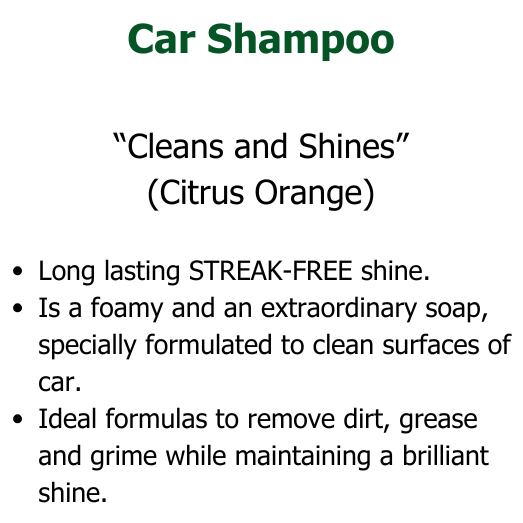 Car Shampoo
“Cleans and Shines”
(Citrus Orange)
• Long lasting STREAK-FREE shine.
• Is a foamy and an extraordinary soap,
specially formulated to clean surfaces of
car.
• Ideal formulas to remove dirt, grease
and grime while maintaining a brilliant
shine.